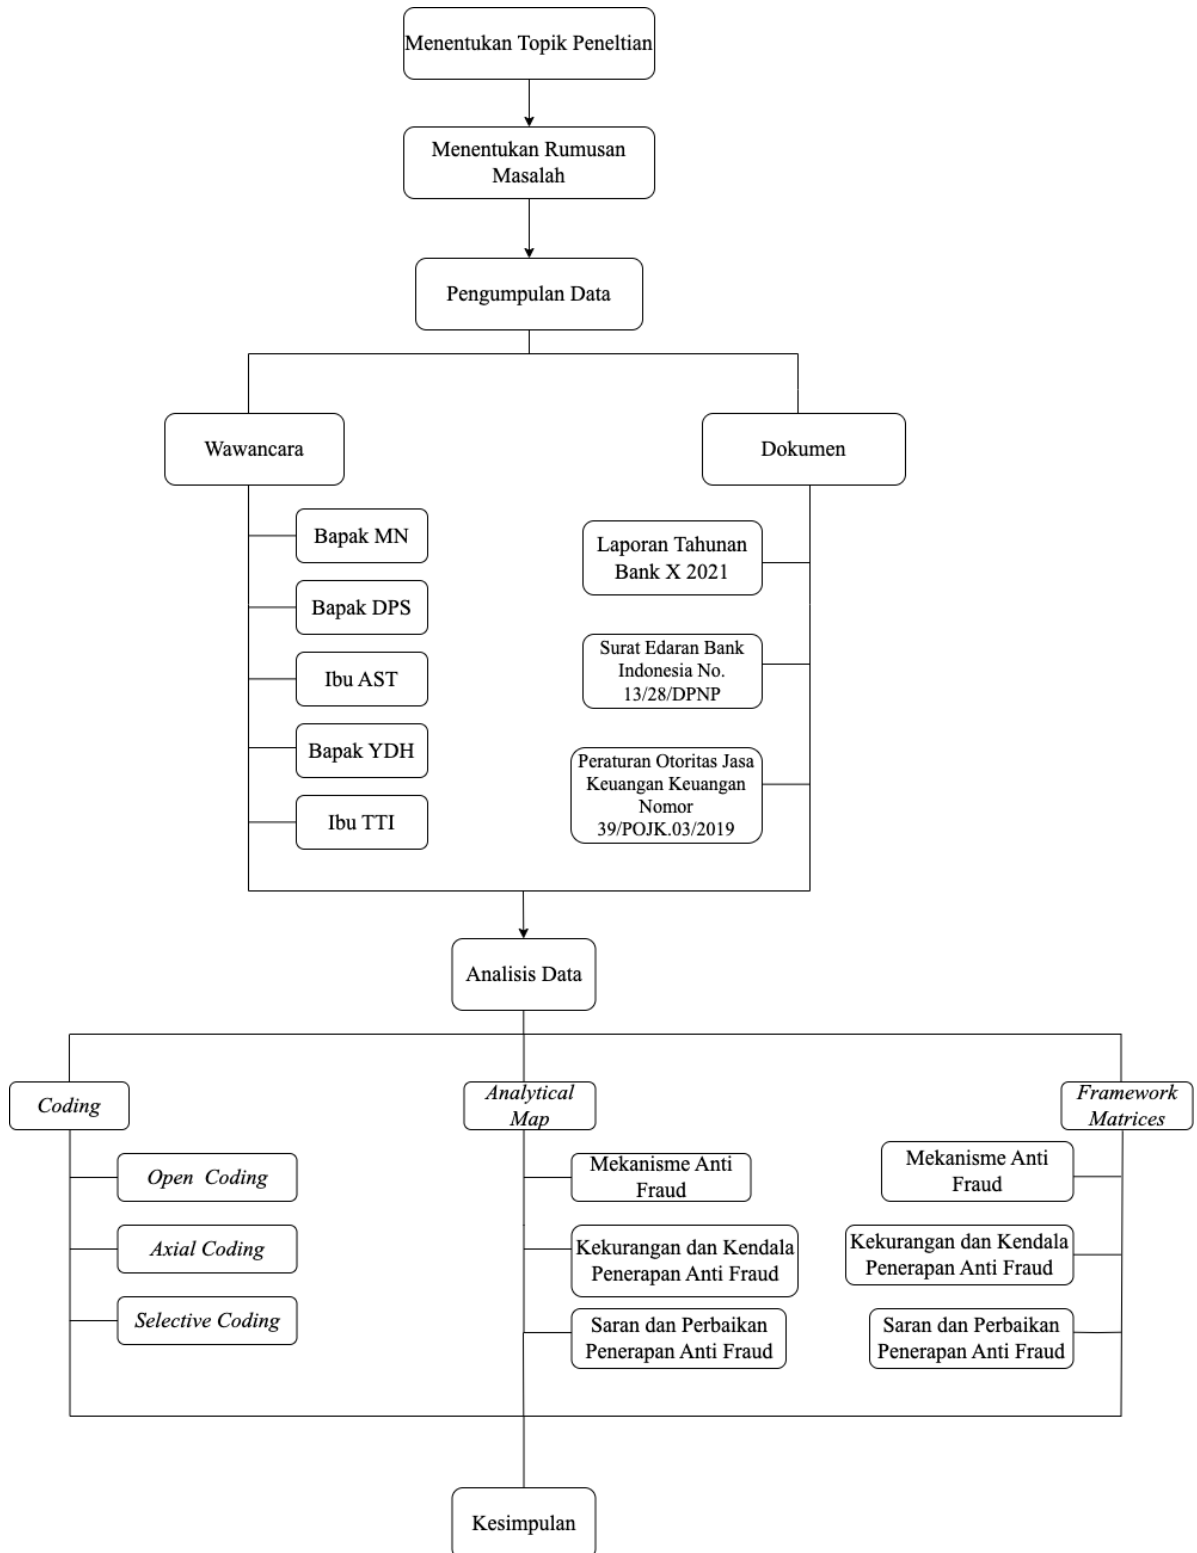 Menentukan Topik Peneltian
Menentukan Rumusan
Masalah
Pengumpulan Data
Wawancara
Dokumen
Bapak MN
Bapak DPS
Ibu AST
Bapak YDH
Ibu TTI
Laporan Tahunan
Bank X 2021
Surat Edaran Bank
Indonesia No.
13/28/DPNP
Peraturan Otoritas Jasa
Keuangan Keuangan
Nomor
39/POJK.03/2019
Analisis Data
Coding
Open Coding
Axial Coding
Selective Coding
Analytical
Map
Mekanisme Anti
Fraud
Kekurangan dan Kendala
Penerapan Anti Fraud
Saran dan Perbaikan
Penerapan Anti Fraud
Framework
Matrices
Mekanisme Anti
Fraud
Kekurangan dan Kendala
Penerapan Anti Fraud
Saran dan Perbaikan
Penerapan Anti Fraud
Kesimpulan